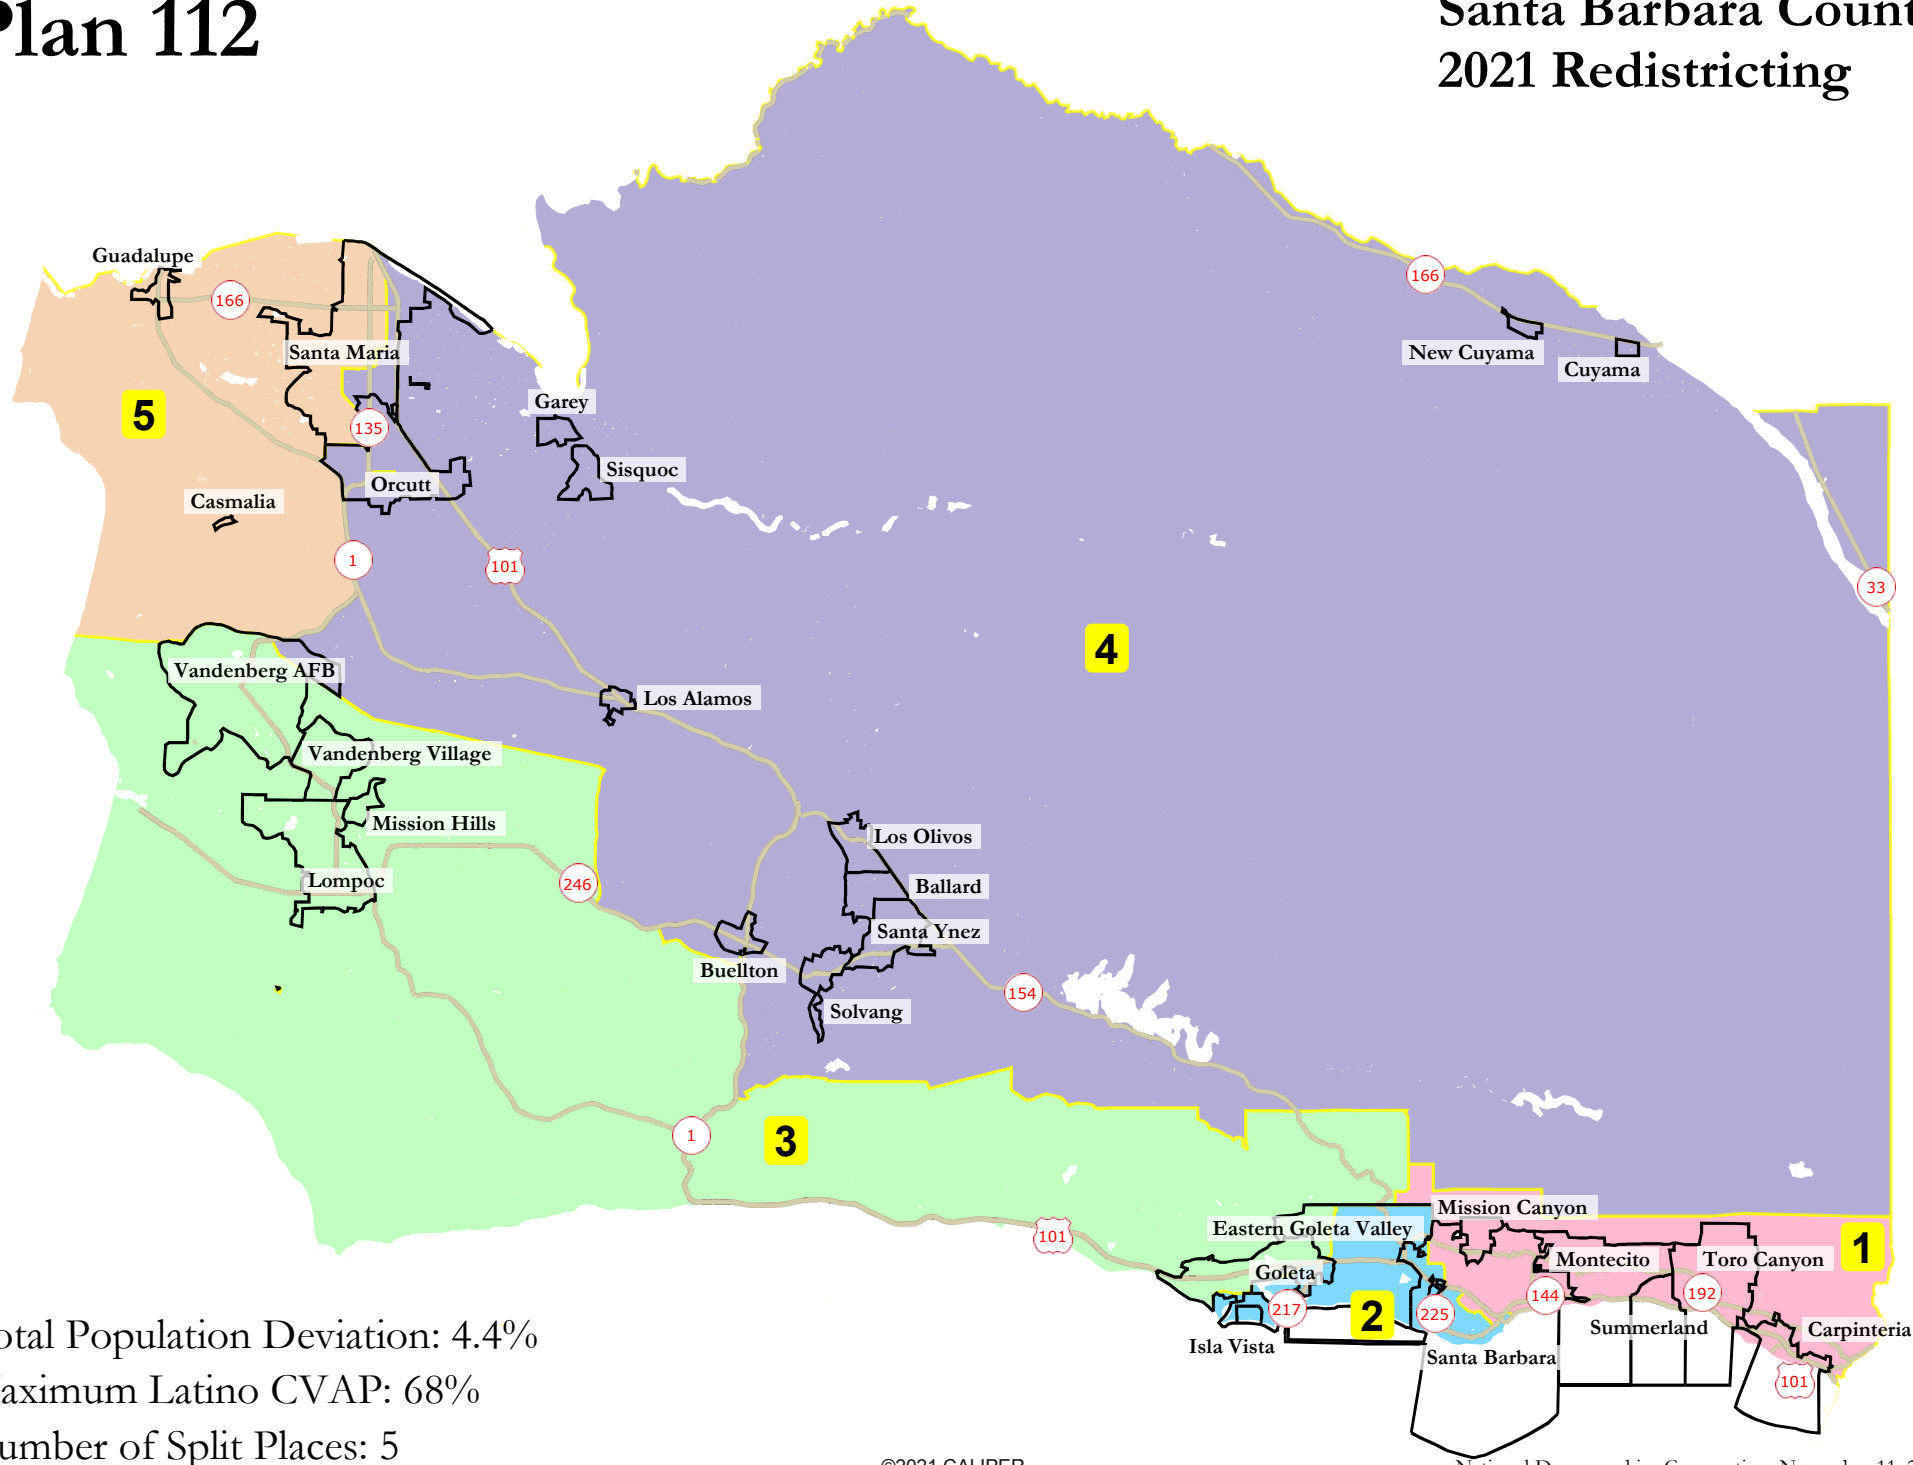 Plan 112
Santa Barbara Count
2021 Redistricting
Guadalupe
166
166
Santa Maria
New Cuyama
Cuyama
5
Garey
135
Sisquoc
Orcutt
Casmalia
1
101
33
4
Vandenberg AFB
Los Alamos
Vandenberg Village
Mission Hills
Los Olivos
Lompoc
246
Ballard
Santa Ynez
Buellton
154
Solvang
1
3
Mission Canyon
Eastern Goleta Valley
101
1
Montecito
Toro Canyon
Goleta
217
2
225
144
192
Summerland
Carpinteria
Isla Vista
Santa Barbara
101
otal Population Deviation: 4.4%
aximum Latino CVAP: 68%
umber of Split Places: 5
©2021 CALIPER